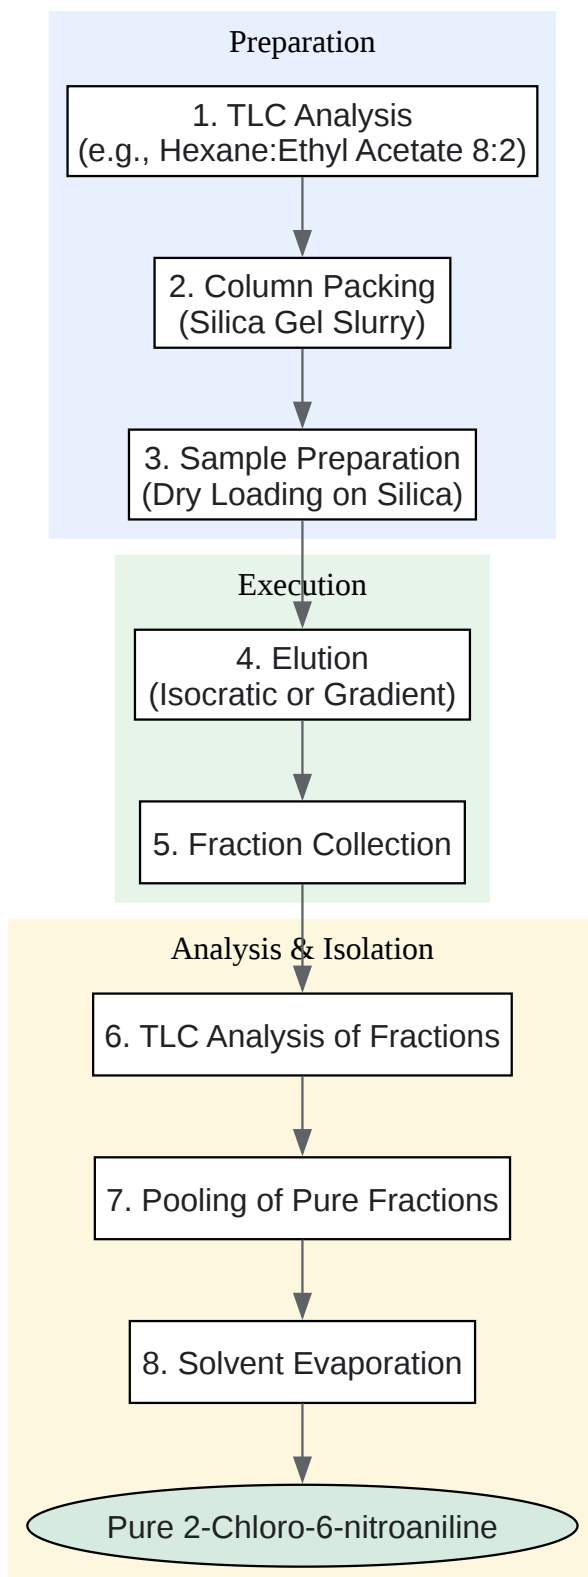 Preparation
1. TLC Analysis
(e.g., Hexane:Ethyl Acetate 8:2)
2. Column Packing
(Silica Gel Slurry)
3. Sample Preparation
(Dry Loading on Silica)
Execution
4. Elution
(Isocratic or Gradient)
5. Fraction Collection
Analysis & Isolation
6. TLC Analysis of Fractions
7. Pooling of Pure Fractions
8. Solvent Evaporation
Pure 2-Chloro-6-nitroaniline